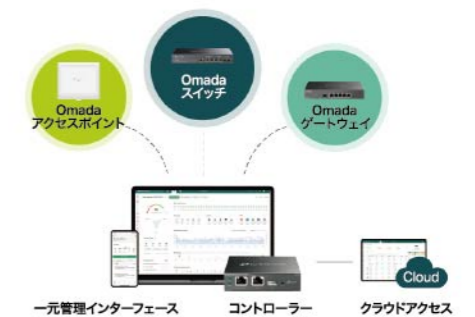 Omada
アクセスポイント
Omada
スイッチ
Omada
ゲートウェイ
Cloud
一元管理インターフェース
コントローラー
クラウドアクセス